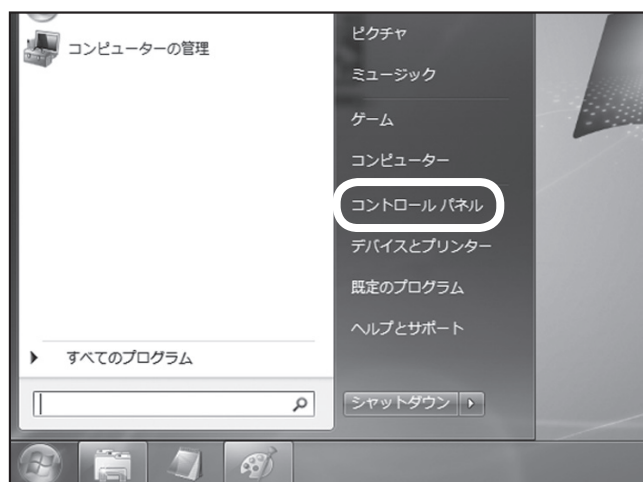 コンピューターの管理
すべてのプログラム
ピクチャ
ミュージック
ゲーム
コンピューター
コントロール パネル
デバイスとプリンター
既定のプログラム
ヘルプとサポート
シャットダウン